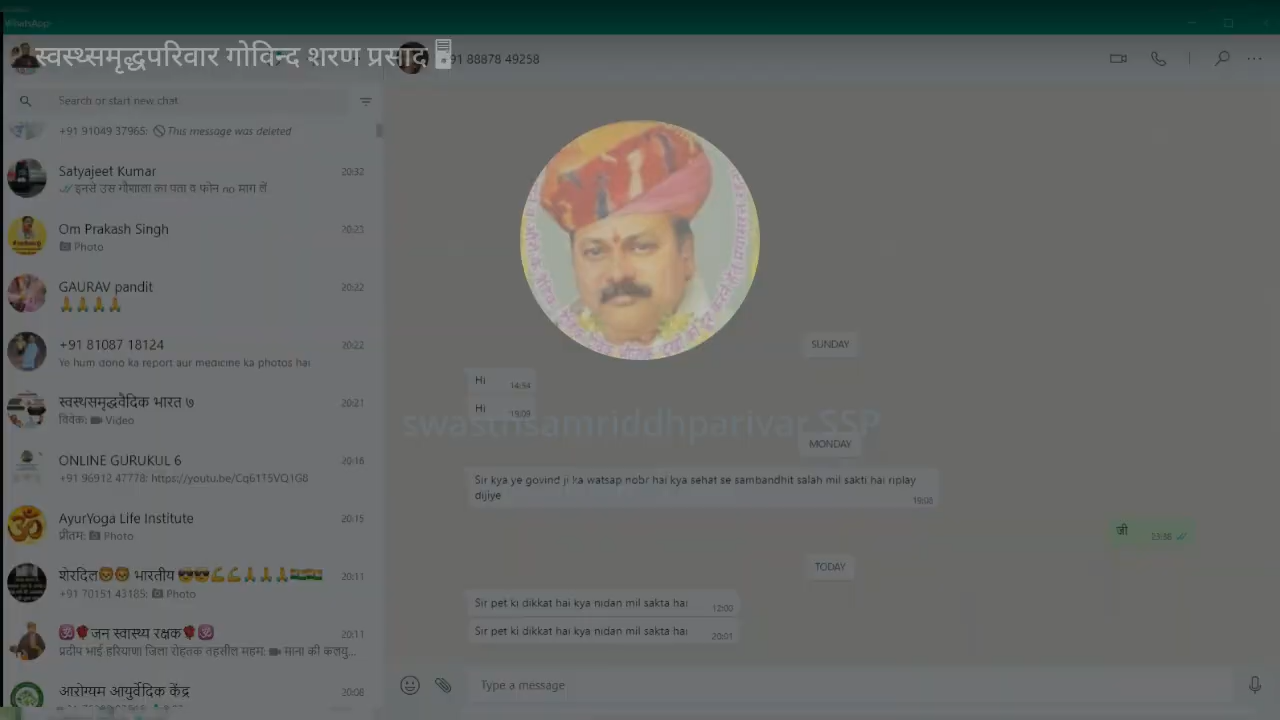 WhatsApp
स्वस्थ्समृद्धपरिवार गोविन्द शरण प्रसाद🖥
91 88878 49258
Search or start new chat
+91 91049 37965: This message was deleted
Satyajeet Kumar 20:32
इनसे उस गौशाला का पता व फोन no मांग लें
Om Prakash Singh 20:23
Photo
GAURAV pandit 20:22
🙏🙏🙏🙏
+91 81087 18124 20:22
Ye hum dono ka report aur medicine ka photos hai
स्वस्थसमृद्धवैदिक भारत ७ 20:21
विवेक: Video
ONLINE GURUKUL 6 20:16
+91 96912 47778: https://youtu.be/Cq61T5VQ1G8
AyurYoga Life Institute 20:15
प्रीतम: Photo
शेरदिल🦁🦁 भारतीय 😎😎💪💪🙏🙏🙏🇮🇳🇮🇳 20:11
+91 70151 43185: Photo
🕉🌹जन स्वास्थ्य रक्षक🌹🕉 20:11
प्रदीप भाई हरियाणा जिला रोहतक तहसील महम: माना की कलयु...
आरोग्यम आयुर्वेदिक केंद्र 20:08
SUNDAY
Hi 14:54
Hi 15:09
swasthsamriddhparivar SSP
MONDAY
Sir kya ye govind ji ka watsap nobr hai kya sehat se sambandhit salah mil sakti hai riplay
dijiye 19:08
जी 23:38
TODAY
Sir pet ki dikkat hai kya nidan mil sakta hai 12:00
Sir pet ki dikkat hai kya nidan mil sakta hai 20:01
Type a message